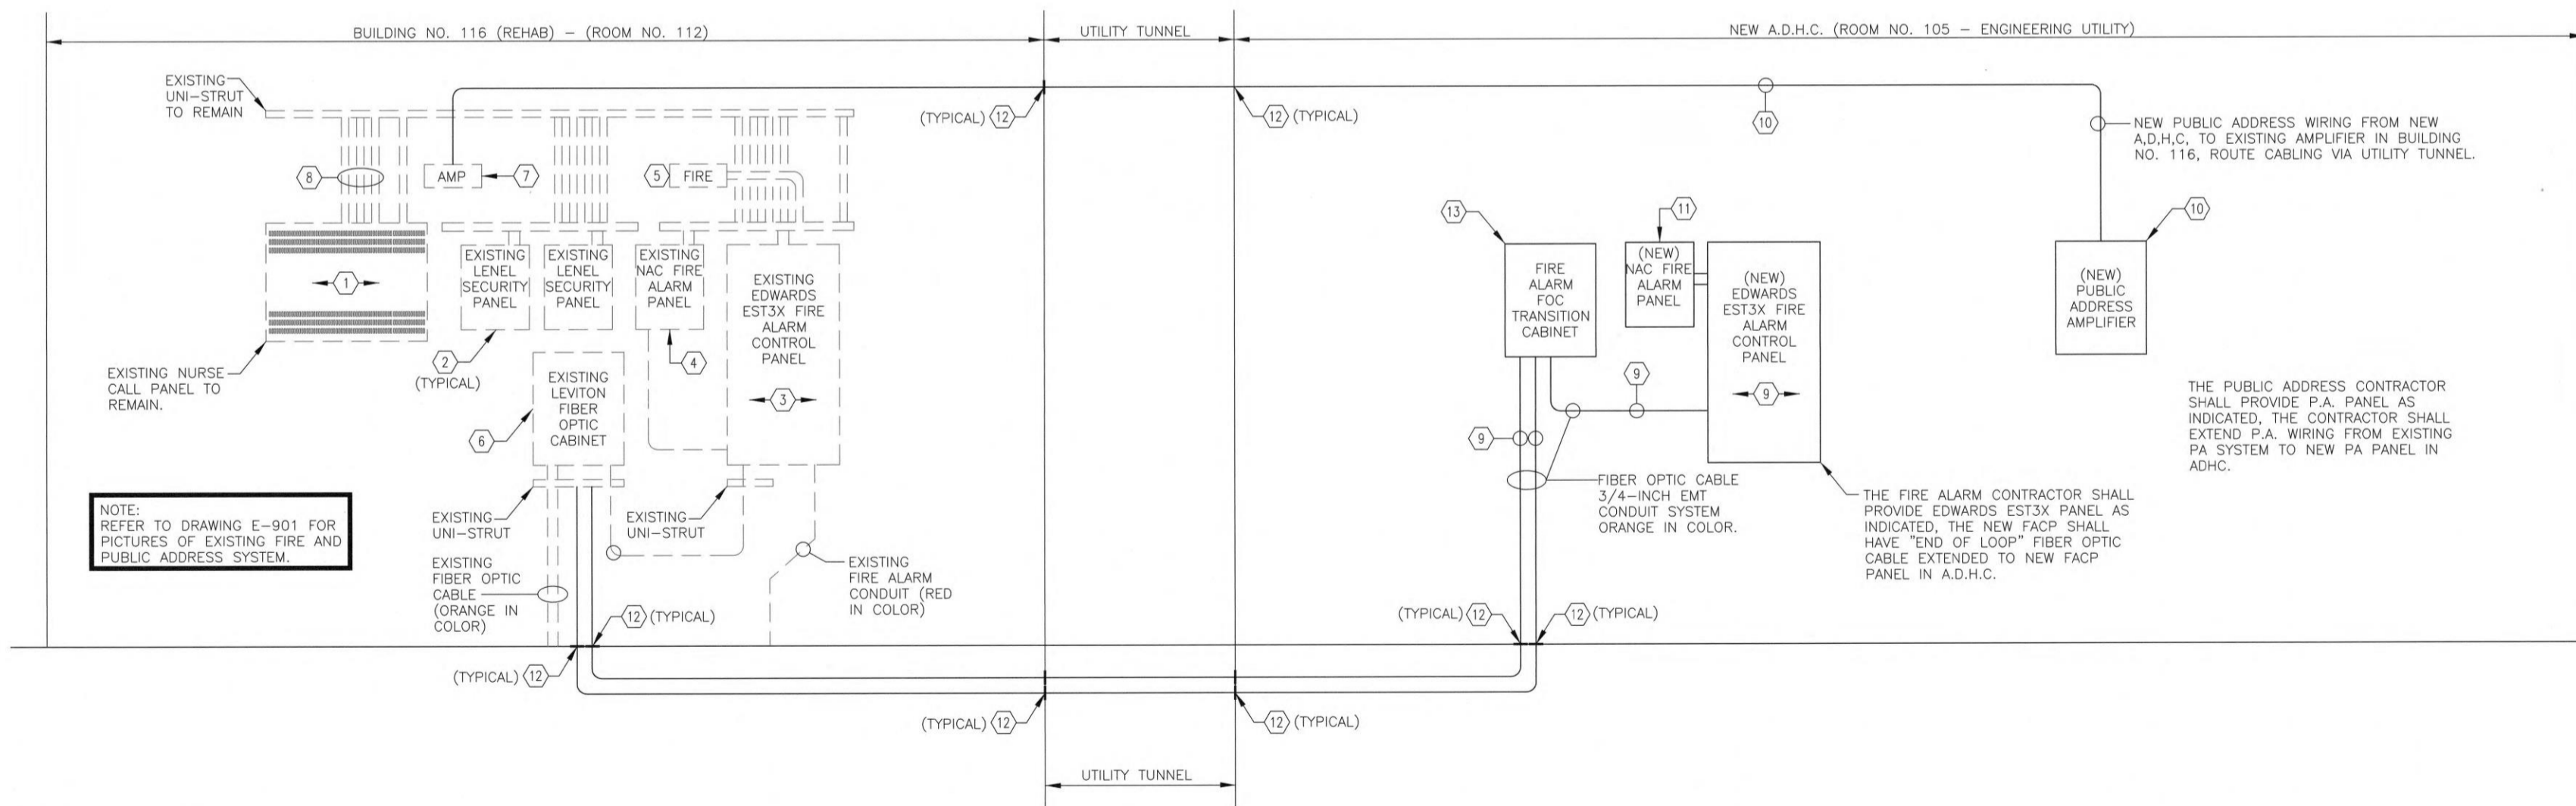 BUILDING NO. 116 (REHAB) – (ROOM NO. 112)
UTILITY TUNNEL
NEW A.D.H.C. (ROOM NO. 105 – ENGINEERING UTILITY)
EXISTING
UNI-STRUT
TO REMAIN
(TYPICAL) 12
12 (TYPICAL)
10
NEW PUBLIC ADDRESS WIRING FROM NEW
A,D,H,C, TO EXISTING AMPLIFIER IN BUILDING
NO. 116, ROUTE CABLING VIA UTILITY TUNNEL.
8
AMP
7
5
FIRE
13
11
10
1
EXISTING
LENEL
SECURITY
PANEL
EXISTING
LENEL
SECURITY
PANEL
EXISTING
NAC FIRE
ALARM
PANEL
EXISTING
EDWARDS
EST3X FIRE
ALARM
CONTROL
PANEL
3
FIRE
ALARM
FOC
TRANSITION
CABINET
(NEW)
NAC FIRE
ALARM
PANEL
(NEW)
EDWARDS
EST3X FIRE
ALARM
CONTROL
PANEL
9
(NEW)
PUBLIC
ADDRESS
AMPLIFIER
EXISTING NURSE
CALL PANEL TO
REMAIN.
2
(TYPICAL)
4
EXISTING
LEVITON
FIBER
OPTIC
CABINET
6
9
9
THE PUBLIC ADDRESS CONTRACTOR
SHALL PROVIDE P.A. PANEL AS
INDICATED, THE CONTRACTOR SHALL
EXTEND P.A. WIRING FROM EXISTING
PA SYSTEM TO NEW PA PANEL IN
ADHC.
NOTE:
REFER TO DRAWING E-901 FOR
PICTURES OF EXISTING FIRE AND
PUBLIC ADDRESS SYSTEM.
EXISTING
UNI-STRUT
EXISTING
UNI-STRUT
FIBER OPTIC CABLE
3/4-INCH EMT
CONDUIT SYSTEM
ORANGE IN COLOR.
THE FIRE ALARM CONTRACTOR SHALL
PROVIDE EDWARDS EST3X PANEL AS
INDICATED, THE NEW FACP SHALL
HAVE "END OF LOOP" FIBER OPTIC
CABLE EXTENDED TO NEW FACP
PANEL IN A.D.H.C.
EXISTING
FIBER OPTIC
CABLE
(ORANGE IN
COLOR)
EXISTING
FIRE ALARM
CONDUIT (RED
IN COLOR)
12 (TYPICAL)
(TYPICAL) 12
12 (TYPICAL)
(TYPICAL) 12
(TYPICAL) 12
12 (TYPICAL)
UTILITY TUNNEL